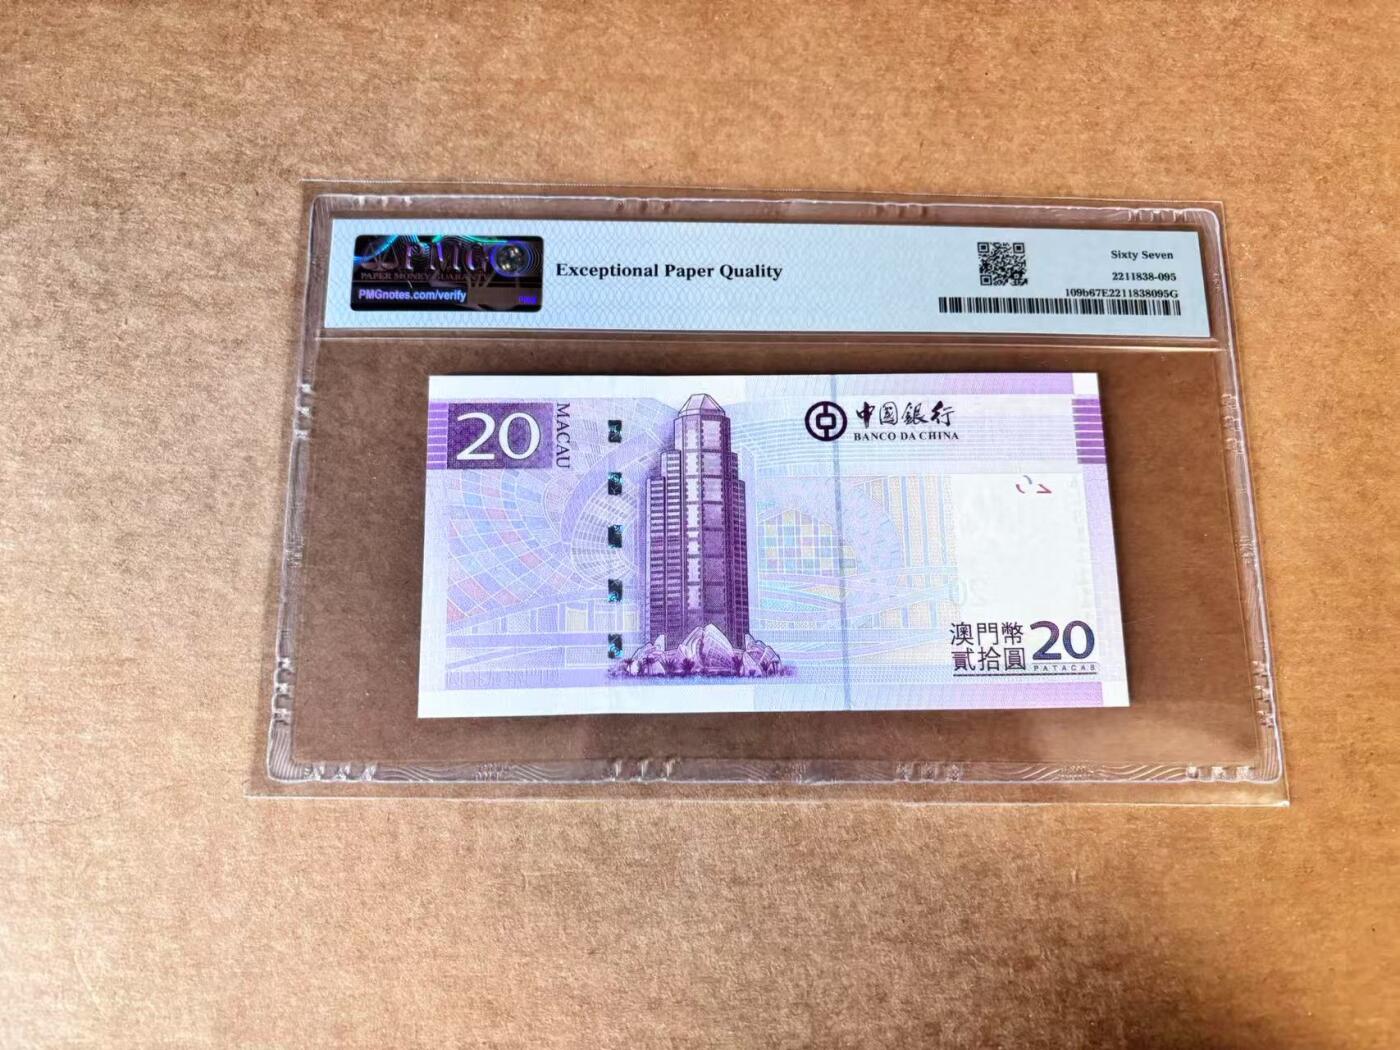 PMG
PAPER MONEY GUARANTY
PMGnotes.com/verify
PMG
Exceptional Paper Quality
Sixty Seven
2211838-095
109b67E2211838095G
20
MACAU
中国銀行
BANCO DA CHINA
澳門幣
貳拾圓
20
PATACAS